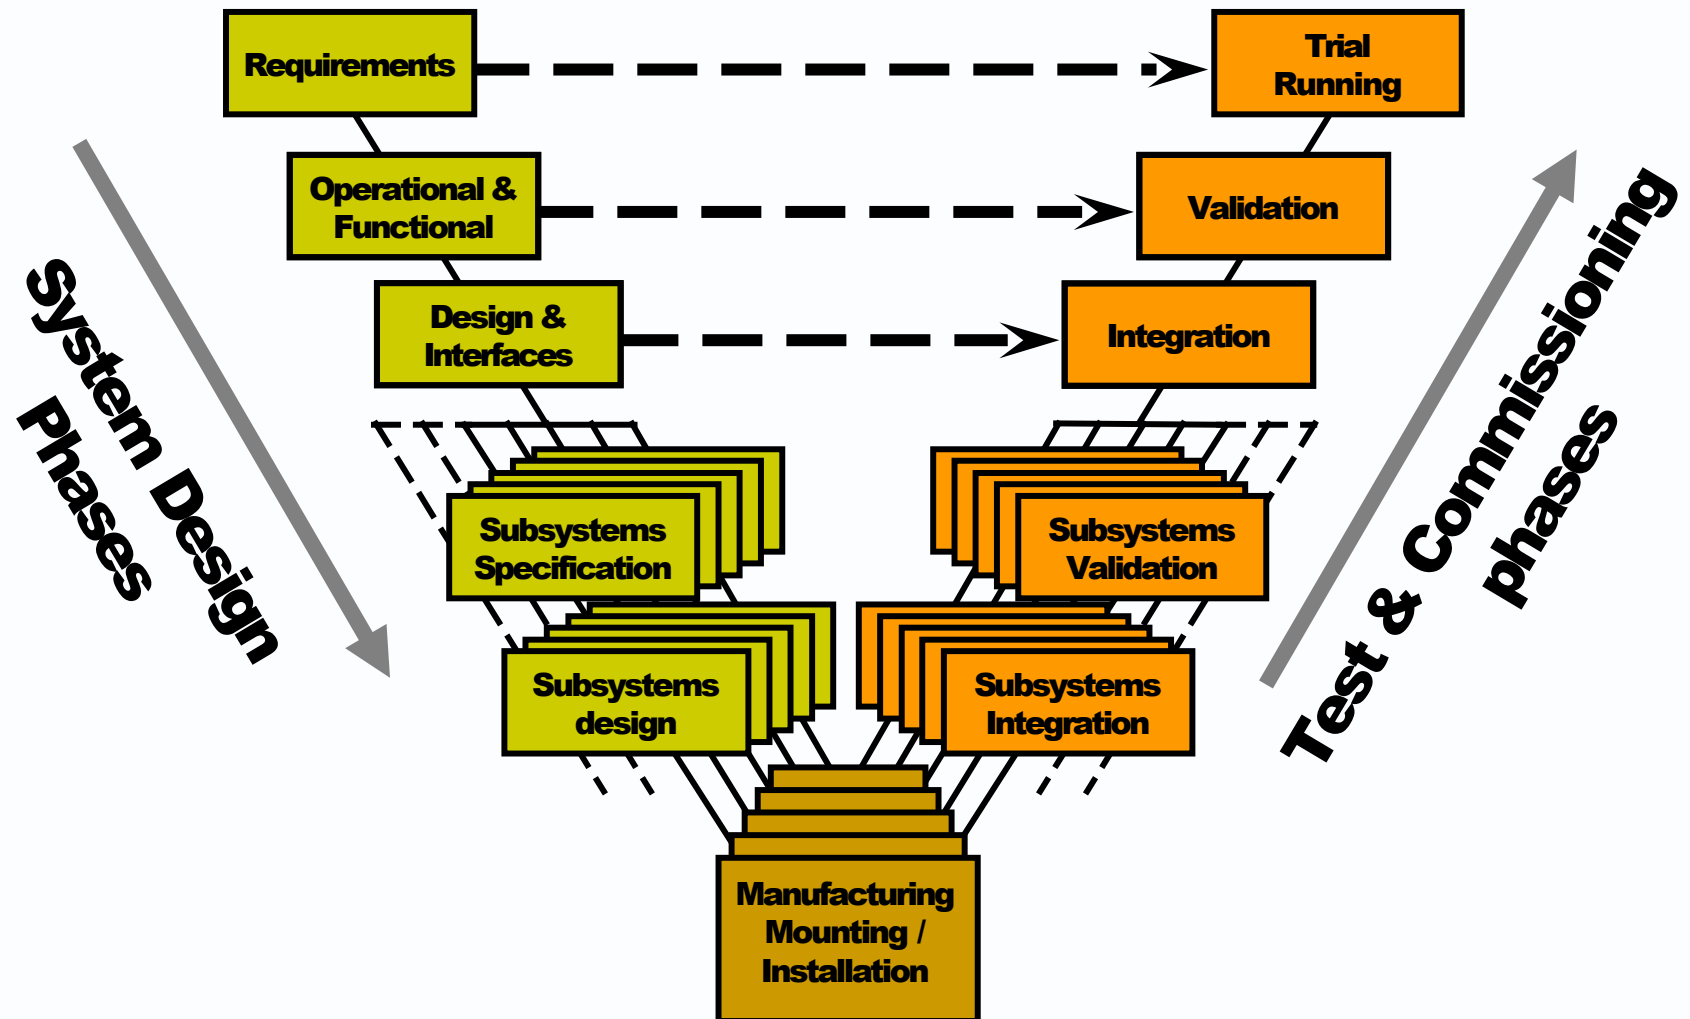 Requirements
Trial
Running
Operational &
Functional
Validation
Design &
Interfaces
Integration
System Design
Phases
Test & Commissioning
phases
Subsystems
Specification
Subsystems
Validation
Subsystems
design
Subsystems
Integration
Manufacturing
Mounting /
Installation